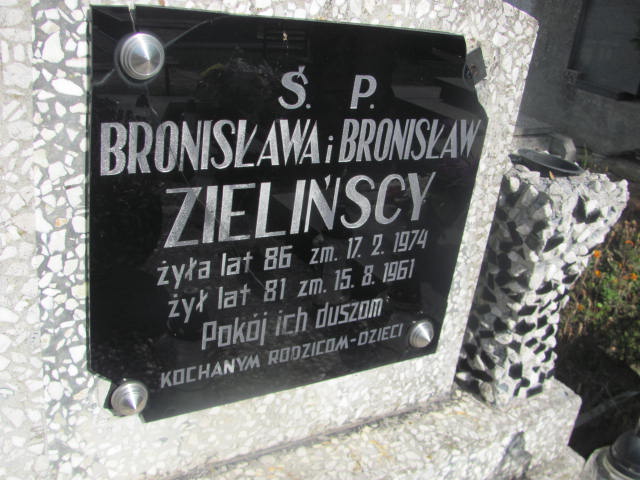 Ś. P.
BRONISŁAWA i BRONISŁAW
ZIELIŃSCY
żyła lat 86 zm. 17. 2. 1974
żył lat 81 zm. 15. 8. 1961
Pokój ich duszom
KOCHANYM RODZICOM-DZIECI